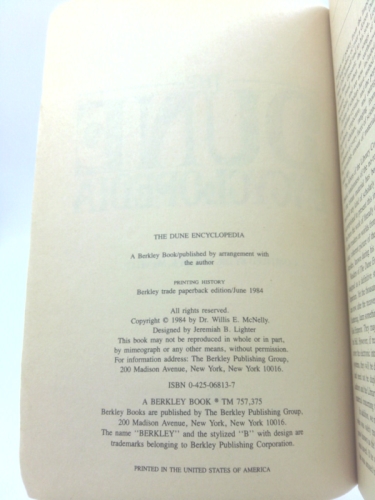 THE DUNE ENCYCLOPEDIA
A Berkley Book/published by arrangement with
the author
PRINTING HISTORY
Berkley trade paperback edition/June 1984
All rights reserved.
Copyright © 1984 by Dr. Willis E. McNelly.
Designed by Jeremiah B. Lighter
This book may not be reproduced in whole or in part,
by mimeograph or any other means, without permission.
For information address: The Berkley Publishing Group,
200 Madison Avenue, New York, New York 10016.
ISBN 0-425-06813-7
A BERKLEY BOOK ® TM 757,375
Berkley Books are published by The Berkley Publishing Group,
200 Madison Avenue, New York, New York 10016.
The name "BERKLEY" and the stylized "B" with design are
trademarks belonging to Berkley Publishing Corporation.
PRINTED IN THE UNITED STATES OF AMERICA